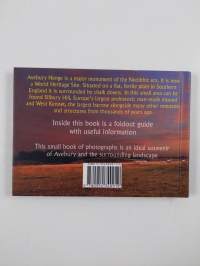 Avebury Henge is a major monument of the Neolithic era. It is now
a World Heritage Site. Situated on a flat, fertile plain in Southern
England it is surrounded by chalk downs. In this small area can be
found Silbury Hill, Europe's largest prehistoric man-made mound
and West Kennet, the largest barrow alongside many other remains
and structures from thousands of years ago.
Inside this book is a foldout guide
with useful information
This small book of photographs is an ideal souvenir
of Avebury and the surrounding landscape